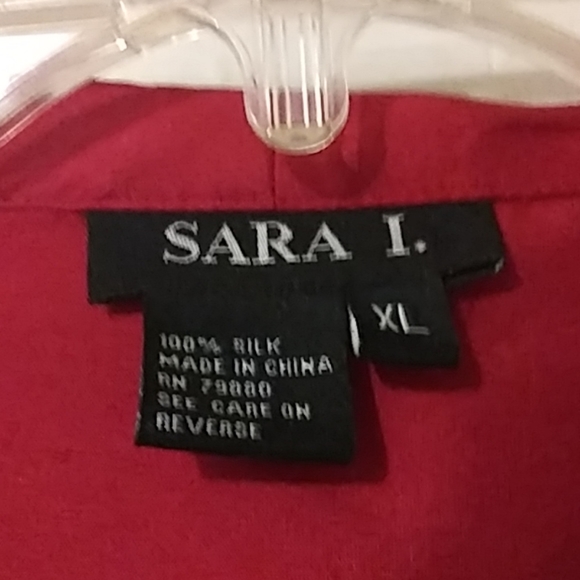 SARA I.
XL
100% SILK
MADE IN CHINA
RN 79880
SEE CARE ON
REVERSE